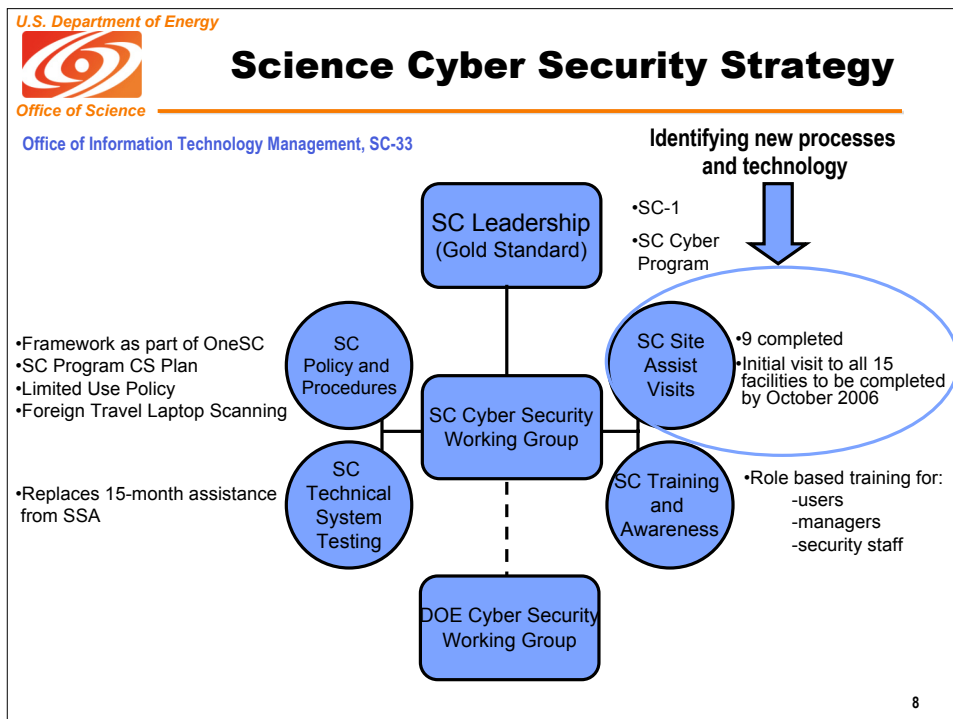 U.S. Department of Energy
Science Cyber Security Strategy
Office of Science
Office of Information Technology Management, SC-33
Identifying new processes
and technology
SC Leadership
(Gold Standard)
•SC-1
•SC Cyber
Program
•Framework as part of OneSC
•SC Program CS Plan
•Limited Use Policy
•Foreign Travel Laptop Scanning
SC
Policy and
Procedures
SC Cyber Security
Working Group
SC Site
Assist
Visits
•9 completed
•Initial visit to all 15
facilities to be completed
by October 2006
•Replaces 15-month assistance
from SSA
SC
Technical
System
Testing
SC Training
and
Awareness
•Role based training for:
-users
-managers
-security staff
DOE Cyber Security
Working Group
8